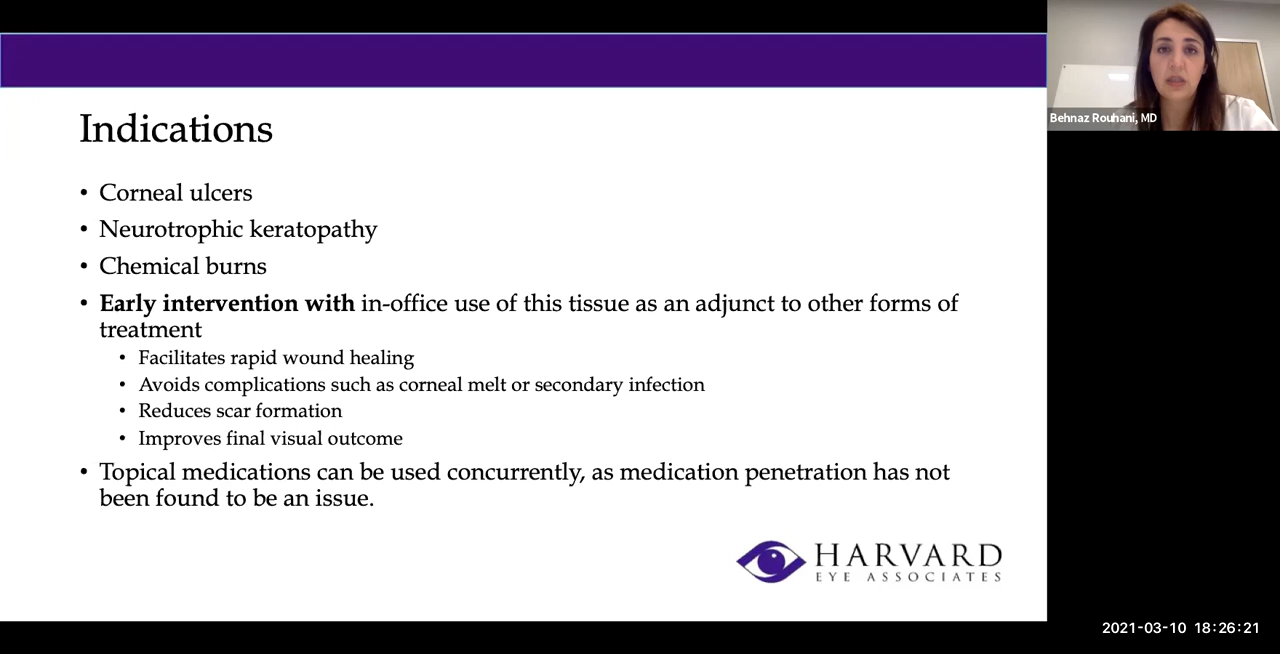 Indications
• Corneal ulcers
• Neurotrophic keratopathy
• Chemical burns
• Early intervention with in-office use of this tissue as an adjunct to other forms of
treatment
• Facilitates rapid wound healing
• Avoids complications such as corneal melt or secondary infection
• Reduces scar formation
• Improves final visual outcome
• Topical medications can be used concurrently, as medication penetration has not
been found to be an issue.
HARVARD
EYE ASSOCIATES
Behnaz Rouhani, MD
2021-03-10 18:26:21